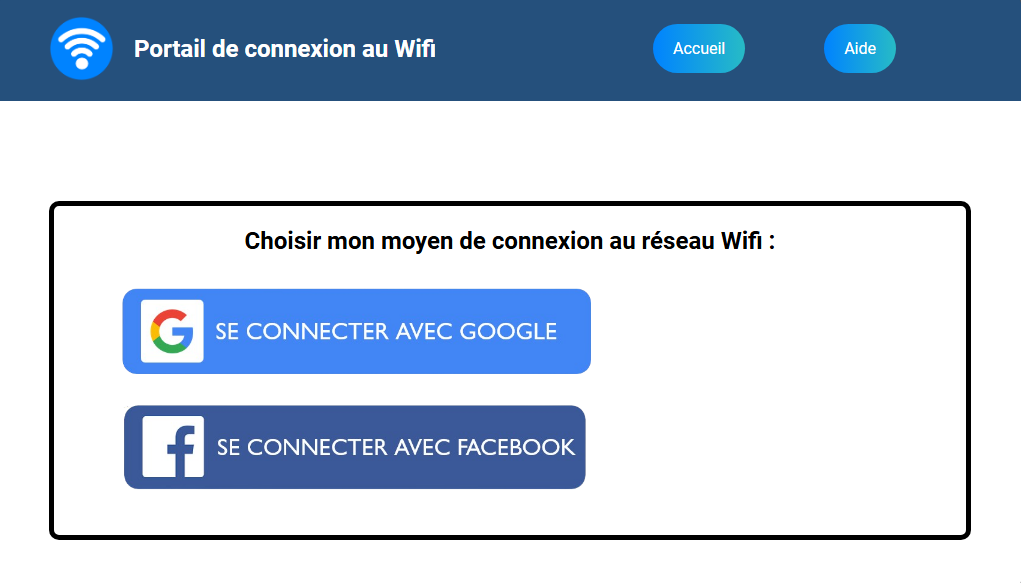 Portail de connexion au Wifi
Accueil
Aide
Choisir mon moyen de connexion au réseau Wifi :
SE CONNECTER AVEC GOOGLE
SE CONNECTER AVEC FACEBOOK